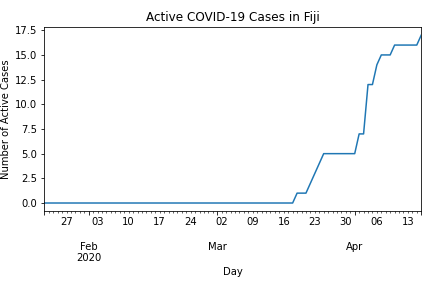 Active COVID-19 Cases in Fiji
Number of Active Cases
17.5
15.0
12.5
10.0
7.5
5.0
2.5
0.0
27 03 10 17 24 02 09 16 23 30 06 13
Feb Mar Apr
2020
Day